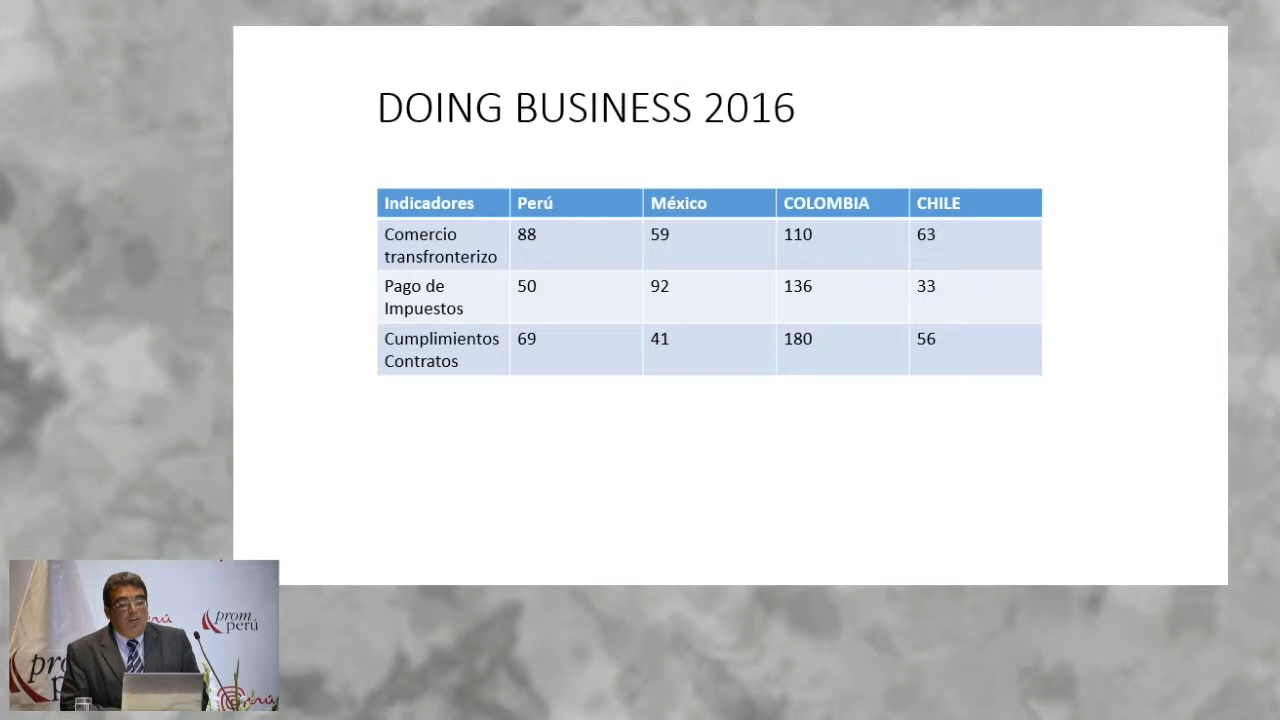 DOING BUSINESS 2016
Indicadores Perú México COLOMBIA CHILE
Comercio transfronterizo 88 59 110 63
Pago de Impuestos 50 92 136 33
Cumplimientos Contratos 69 41 180 56
prom
perú